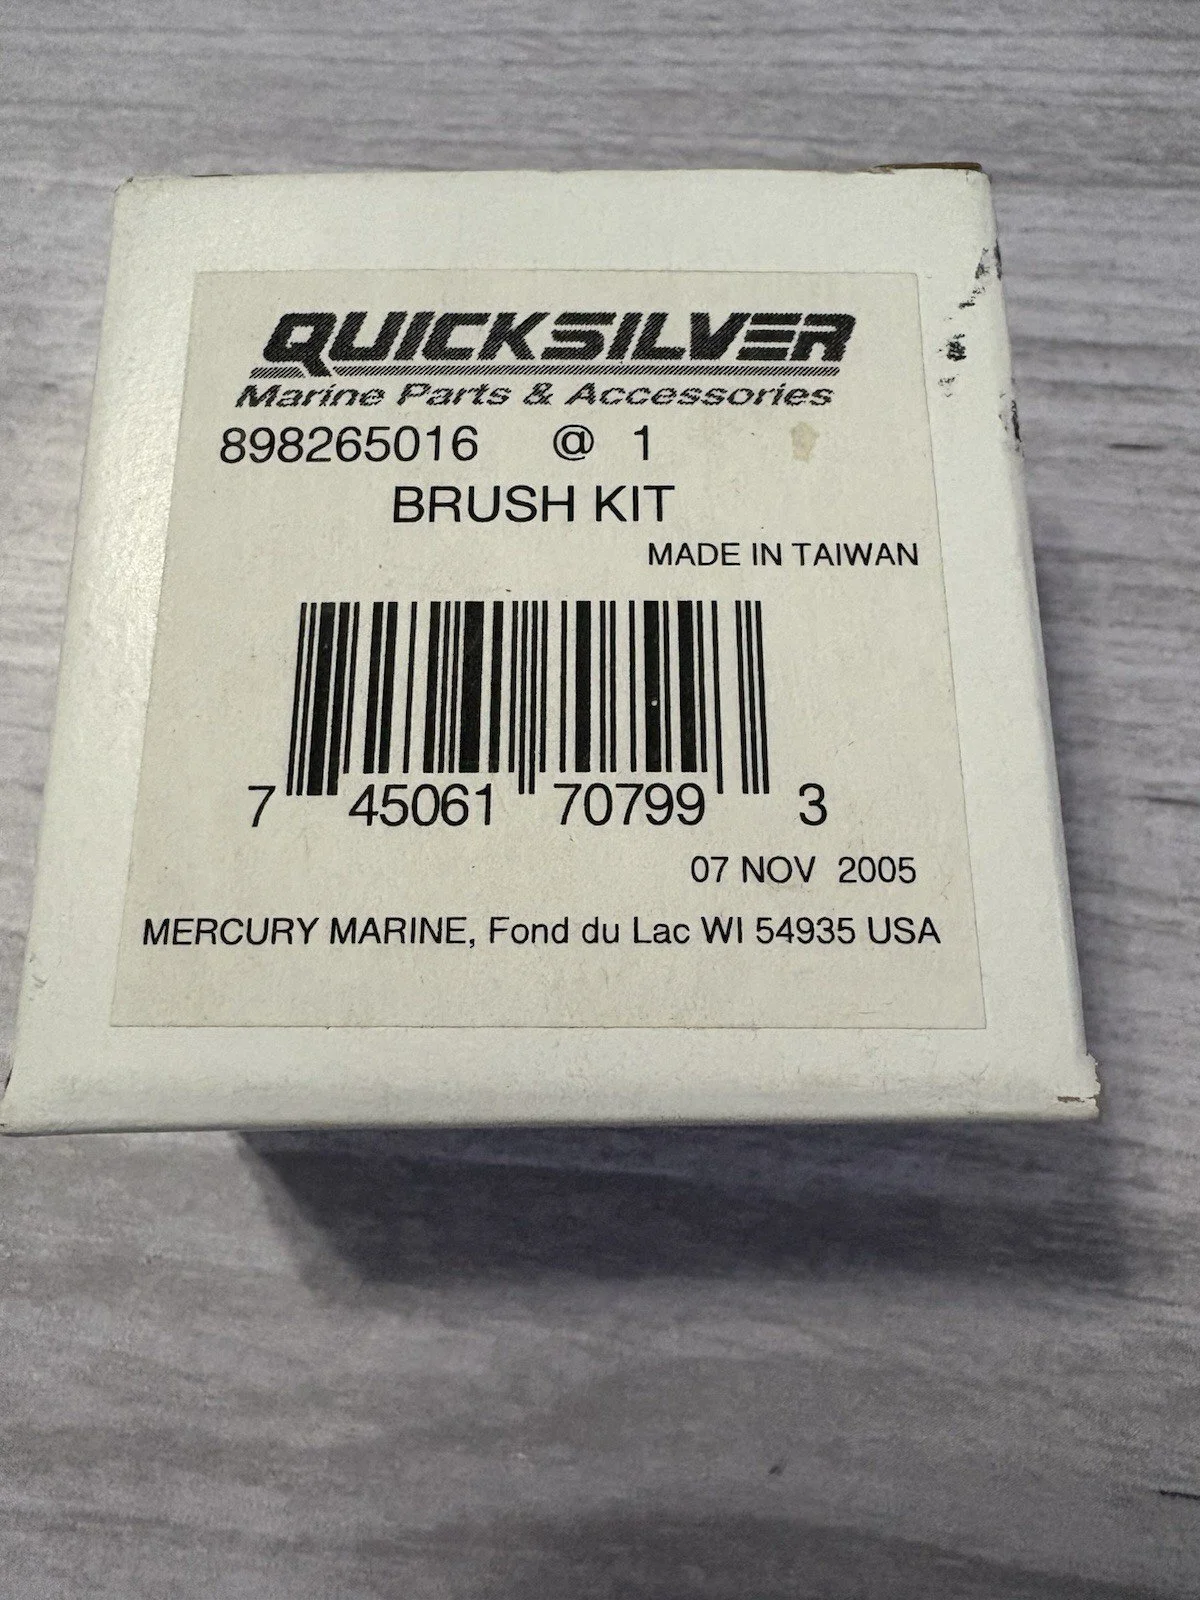 QUICKSILVER
Marine Parts & Accessories
898265016 @ 1
BRUSH KIT
MADE IN TAIWAN
7 45061 70799 3
07 NOV 2005
MERCURY MARINE, Fond du Lac WI 54935 USA